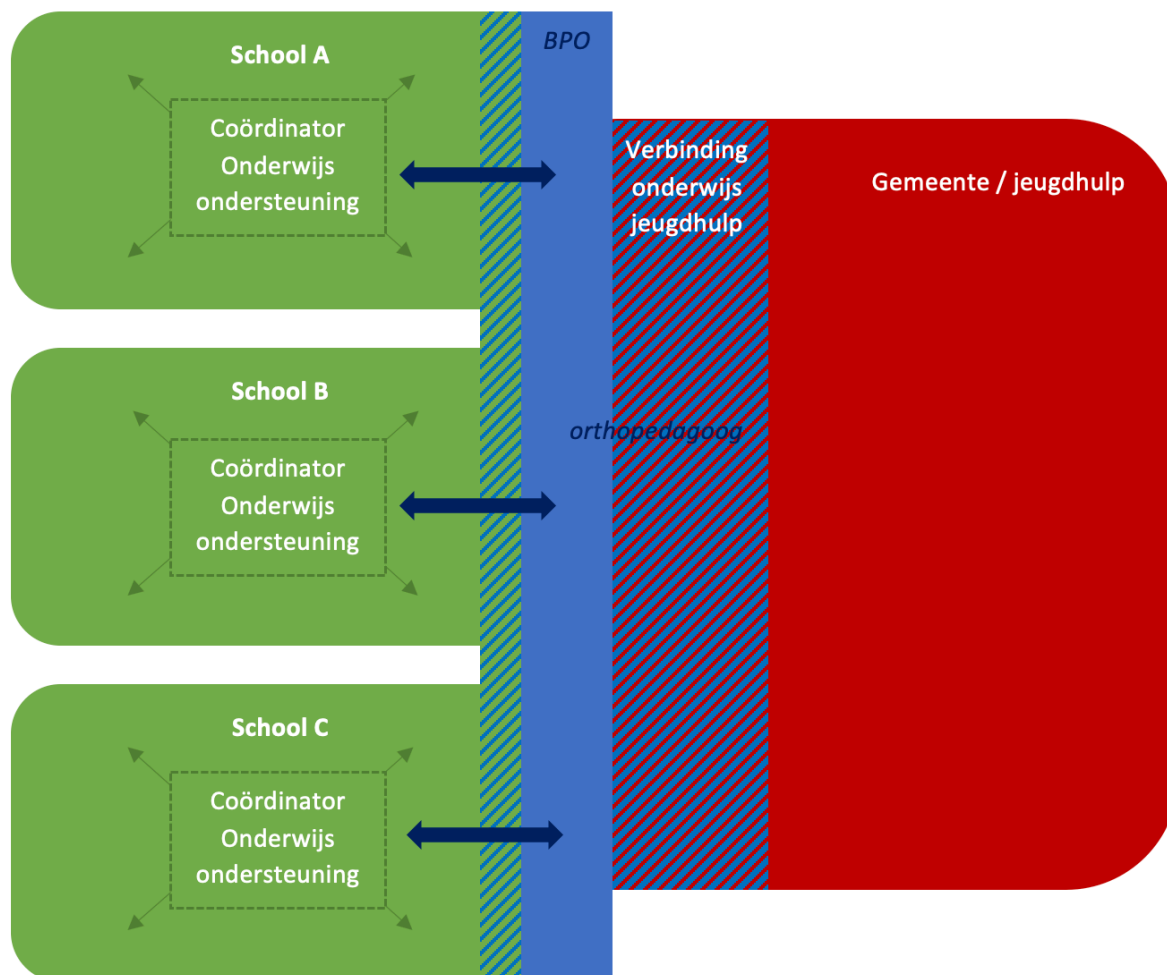 School A
Coördinator
Onderwijs
ondersteuning
BPO
Verbinding
onderwijs
jeugdhulp
Gemeente / jeugdhulp
School B
Coördinator
Onderwijs
ondersteuning
orthopedagoog
School C
Coördinator
Onderwijs
ondersteuning